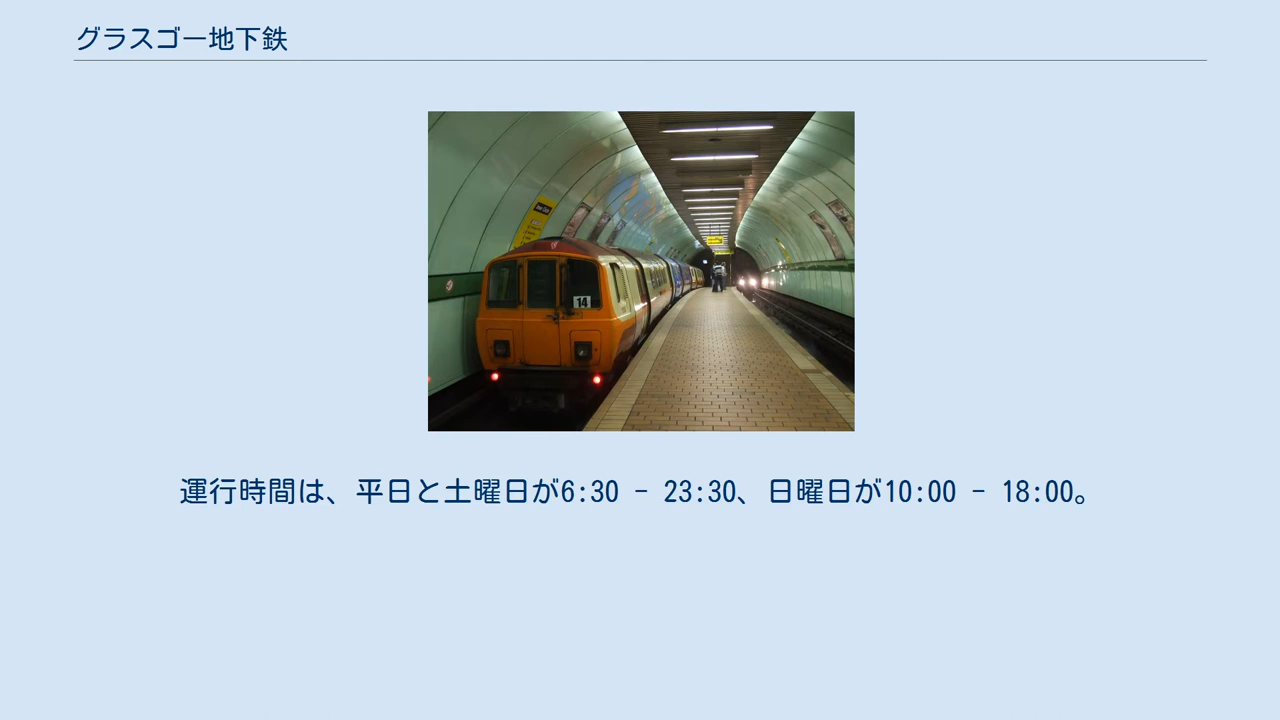 グラスゴー地下鉄
14
運行時間は、平日と土曜日が6:30 - 23:30、日曜日が10:00 - 18:00。